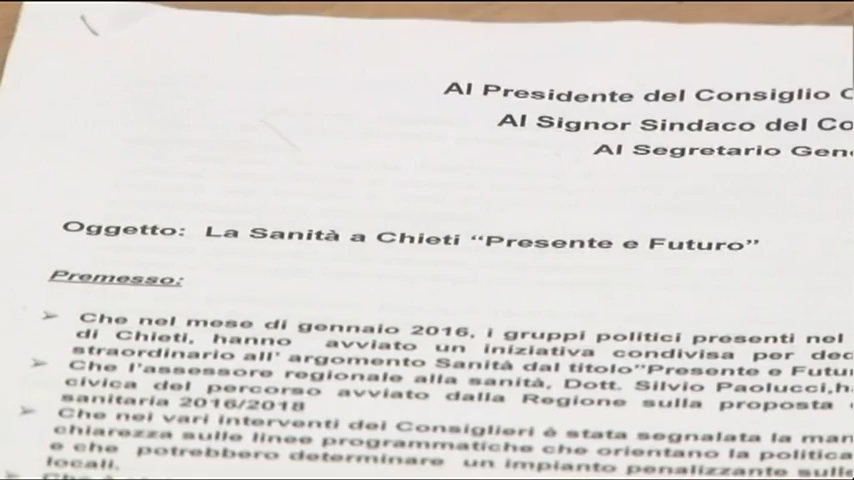 Al Presidente del Consiglio
Al Signor Sindaco del
Al Segretario
Oggetto: La Sanità a Chieti “Presente e Futuro”
Premesso:
➢ Che nel mese di gennaio 2016, i gruppi politici presenti nel
di Chieti, hanno avviato un iniziativa condivisa per
straordinario all' argomento Sanità dal titolo"Presente e
➢ Che l'assessore regionale alla sanità, Dott. Silvio Paolucci,
civica del percorso avviato dalla Regione sulla proposta
sanitaria 2016/2018
➢ Che nei vari interventi dei Consiglieri è stata segnalata la
chiarezza sulle linee programmatiche che orientano la politica
e che potrebbero determinare un impianto penalizzante
locali.